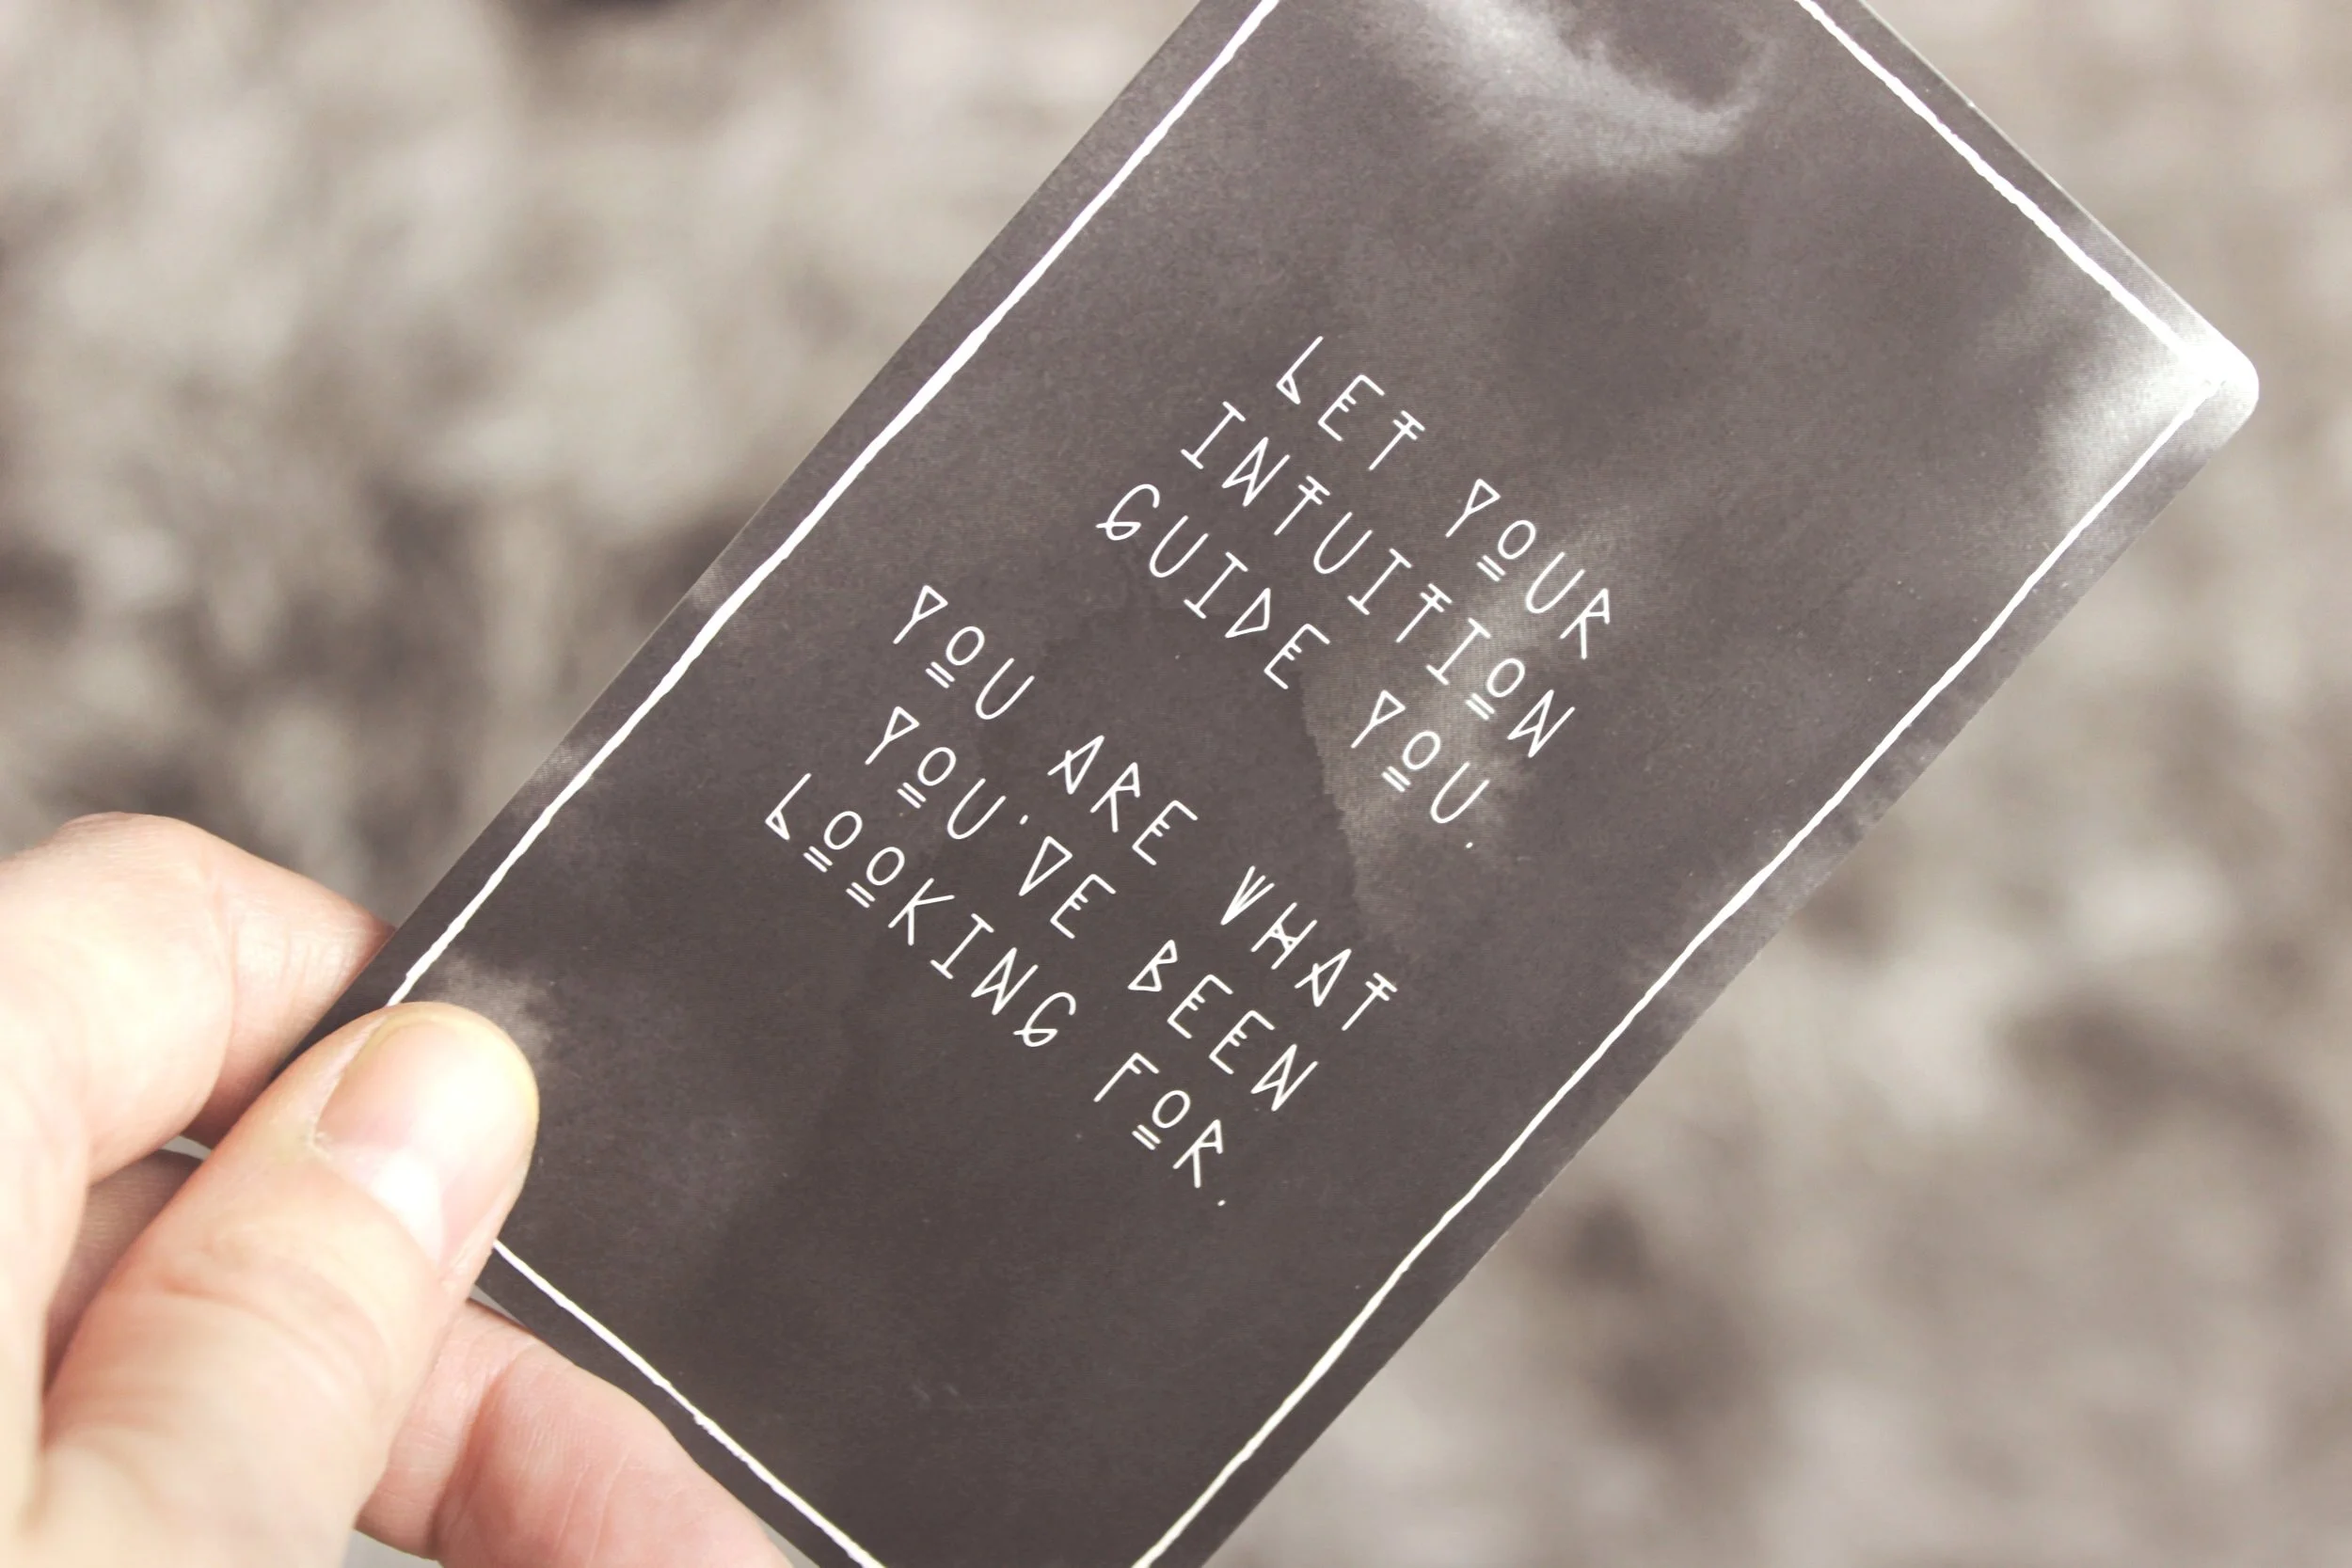 LET YOUR
INTUITION
GUIDE YOU.
YOU ARE WHAT
YOU'VE BEEN
LOOKING FOR.